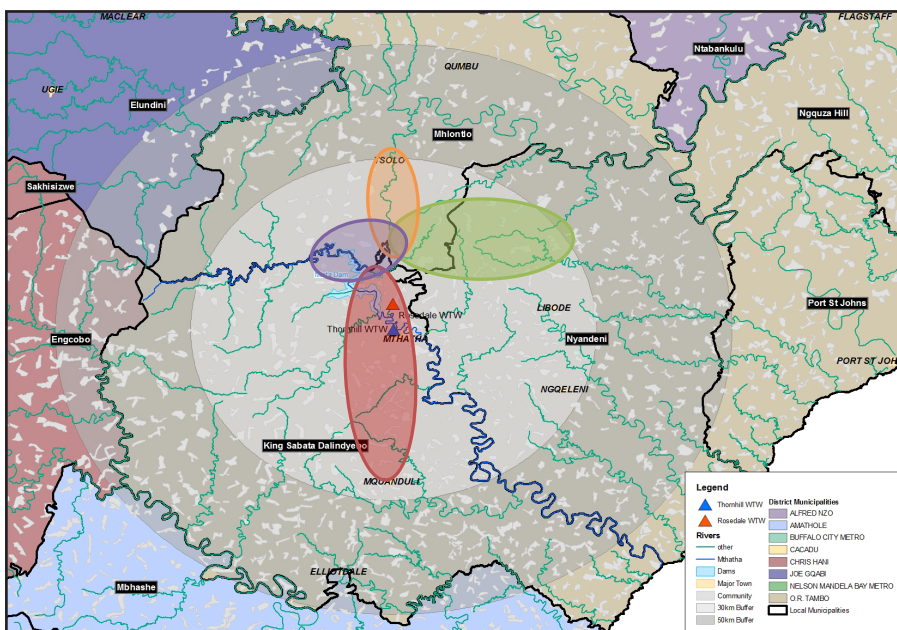 MACLEAR
FLAGSTAFF
Ntabankulu
QUMBU
UGIE
Elundini
Ngquza Hill
Mhlontlo
TSOLO
Sakhisizwe
LIBODE
Port St Johns
Rosedale WTW
Thornhill WTW
MTHATHA
Engcobo
Nyandeni
PORT ST JOH
NGQELENI
King Sabata Dalindyebo
MQUANDULI
ELLIOTDALE
Mbhashe
Legend
Thornhill WTW
Rosedale WTW
Rivers
other
Mthatha
Dams
Major Town
Community
30km Buffer
50km Buffer
District Municipalities
ALFRED NZO
AMATHOLE
BUFFALO CITY METRO
CACADU
CHRIS HANI
JOE GQABI
NELSON MANDELA BAY METRO
O.R. TAMBO
Local Municipalities